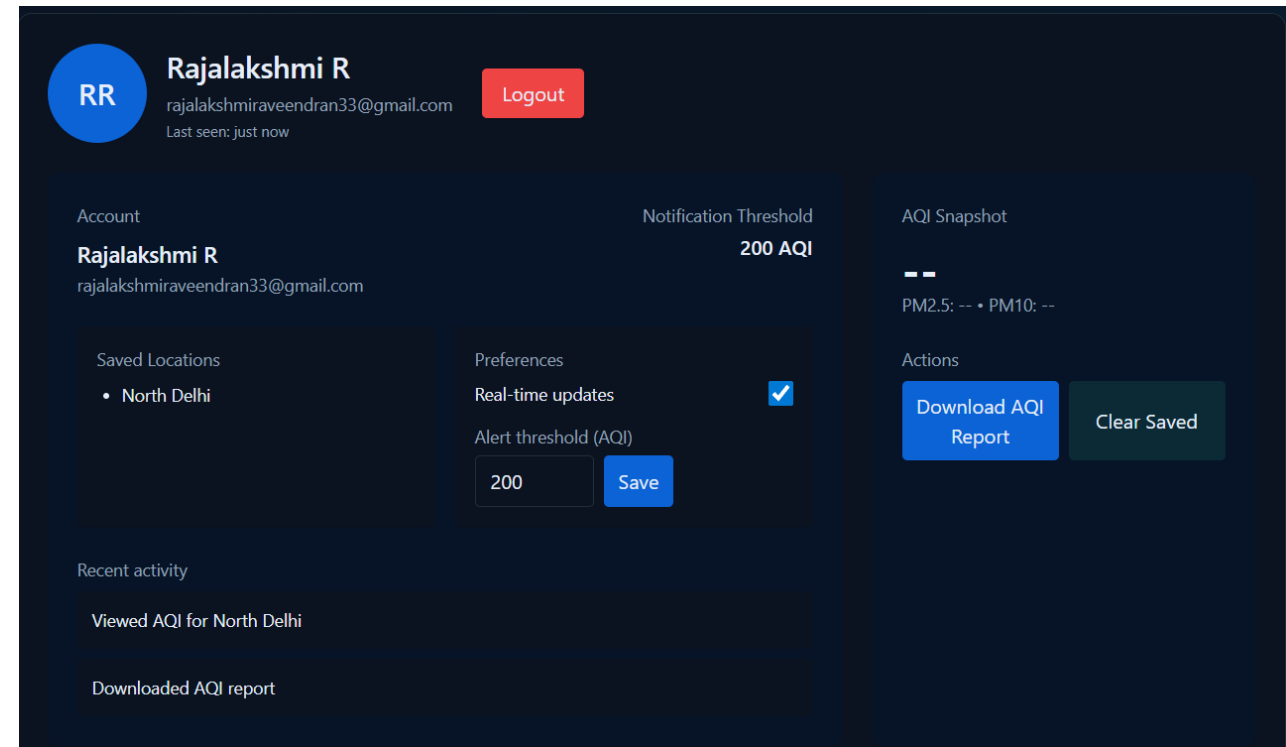 RR
Rajalakshmi R
rajalakshmiraveendran33@gmail.com
Last seen: just now
Logout
Account
Rajalakshmi R
rajalakshmiraveendran33@gmail.com
Notification Threshold
200 AQI
Saved Locations
• North Delhi
Preferences
Real-time updates
Alert threshold (AQI)
200
Save
Recent activity
Viewed AQI for North Delhi
Downloaded AQI report
AQI Snapshot
--
PM2.5: -- • PM10: --
Actions
Download AQI
Report
Clear Saved